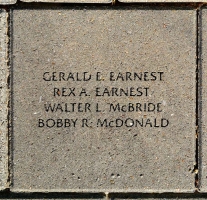 GERALD E. EARNEST
REX A. EARNEST
WALTER L. McBRIDE
BOBBY R. McDONALD